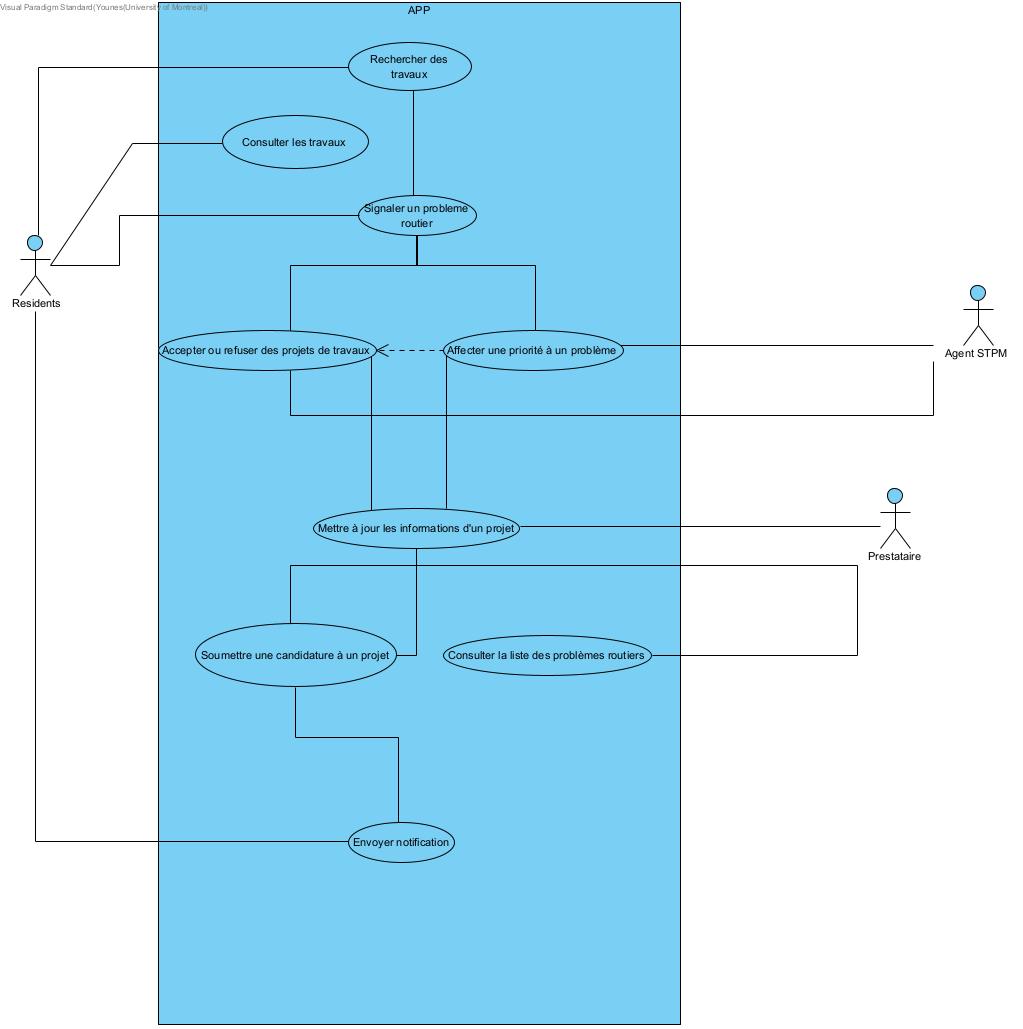 Visual Paradigm Standard(Younes(University of Montreal))
APP
Rechercher des
travaux
Consulter les travaux
Signaler un probleme
routier
Residents
Accepter ou refuser des projets de travaux
Affecter une priorité à un problème
Agent STPM
Mettre à jour les informations d'un projet
Prestataire
Soumettre une candidature à un projet
Consulter la liste des problèmes routiers
Envoyer notification